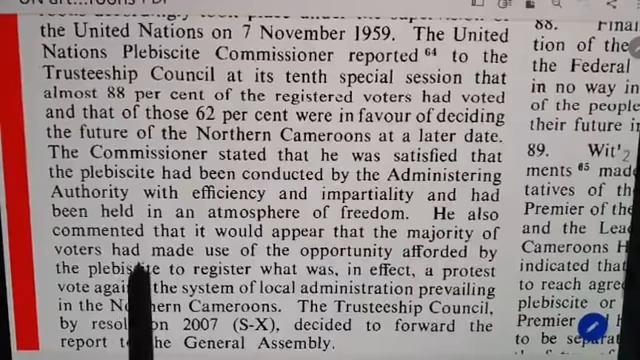 the United Nations on 7 November 1959. The United
Nations Plebiscite Commissioner reported 64 to the
Trusteeship Council at its tenth special session that
almost 88 per cent of the registered voters had voted
and that of those 62 per cent were in favour of deciding
the future of the Northern Cameroons at a later date.
The Commissioner stated that he was satisfied that
the plebiscite had been conducted by the Administering
Authority with efficiency and impartiality and had
been held in an atmosphere of freedom. He also
commented that it would appear that the majority of
voters had made use of the opportunity afforded by
the plebiscite to register what was, in effect, a protest
vote against the system of local administration prevailing
in the Northern Cameroons. The Trusteeship Council,
by resolution 2007 (S-X), decided to forward the
report to the General Assembly.
88. Final
tion of the
the Federal
in no way in
of the people
their future in
89. Wit
ments 65 made
tatives of th
Premier of the
and the Lea
Cameroons
indicated that
to reach agre
plebiscite or
Premier
to be separat